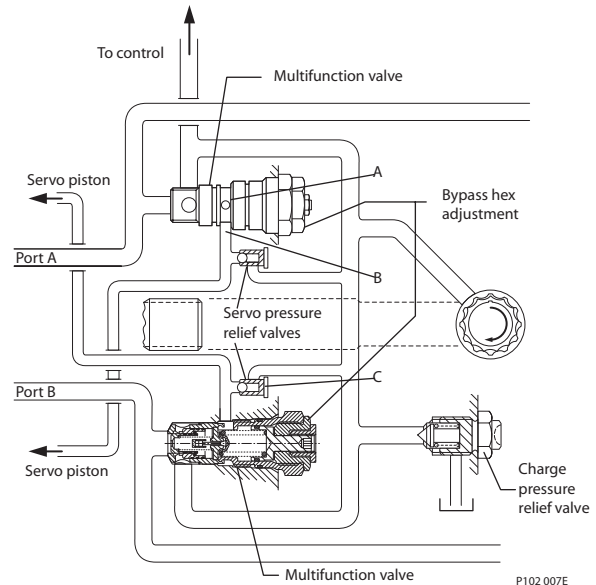 To control
Multifunction valve
Servo piston
A
Bypass hex
adjustment
Port A
B
Servo pressure
relief valves
C
Port B
Servo piston
Charge
pressure
relief valve
Multifunction valve
P102 007E